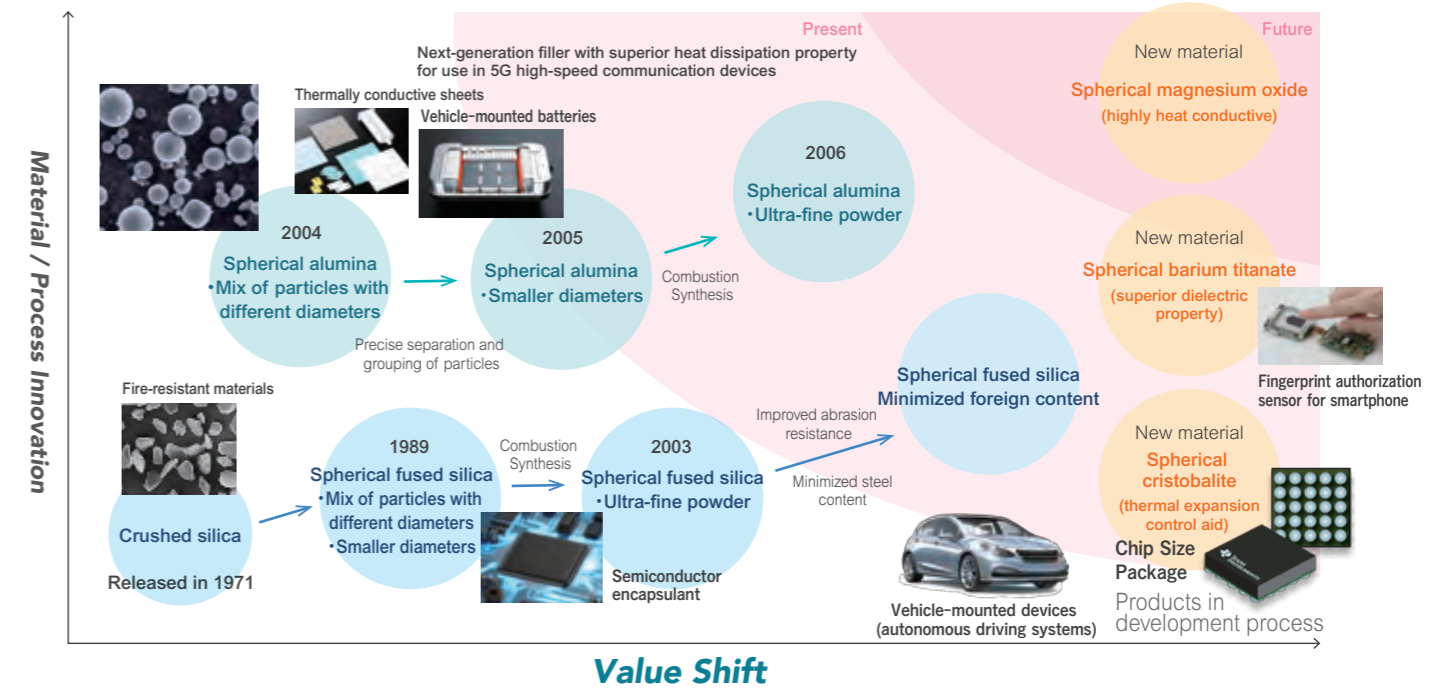 Present
Future
Next-generation filler with superior heat dissipation property
for use in 5G high-speed communication devices
Thermally conductive sheets
Vehicle-mounted batteries
New material
Spherical magnesium oxide
(highly heat conductive)
2006
Spherical alumina
・Ultra-fine powder
2004
Spherical alumina
・Mix of particles with
different diameters
2005
Spherical alumina
・Smaller diameters
Combustion
Synthesis
Precise separation and
grouping of particles
New material
Spherical barium titanate
(superior dielectric
property)
Fingerprint authorization
sensor for smartphone
Fire-resistant materials
Crushed silica
Released in 1971
1989
Spherical fused silica
・Mix of particles with
different diameters
・Smaller diameters
Combustion
Synthesis
2003
Spherical fused silica
・Ultra-fine powder
Semiconductor
encapsulant
Improved abrasion
resistance
Minimized steel
content
Spherical fused silica
Minimized foreign content
Vehicle-mounted devices
(autonomous driving systems)
New material
Spherical
cristobalite
(thermal expansion
control aid)
Chip Size
Package
Products in
development process
Material / Process Innovation
Value Shift